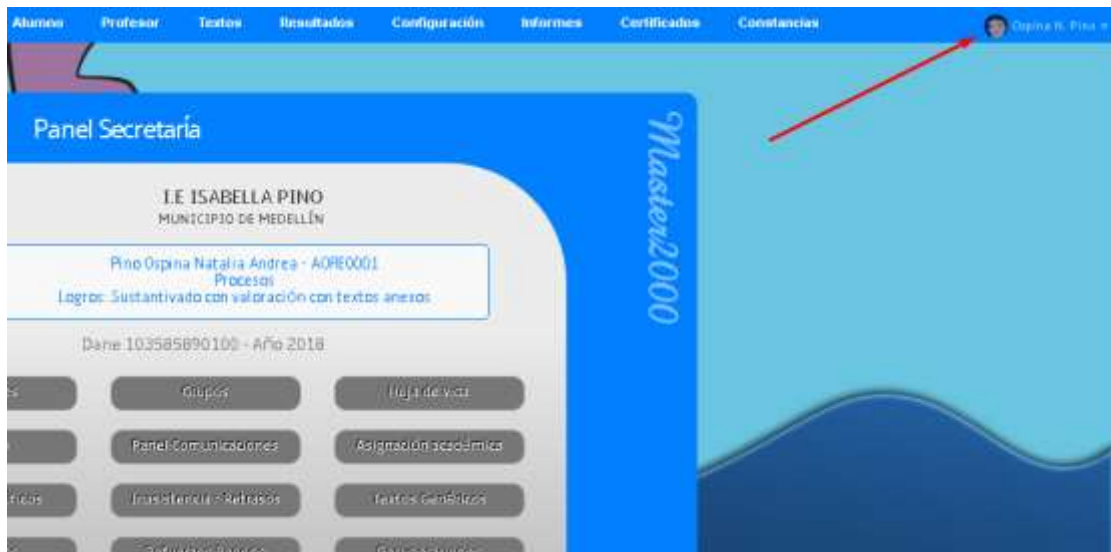 Alumno Profesor Textos Resultados Configuración Informes Certificados Constancias Ospina N. Pino
Panel Secretaría
Master2000
I.E ISABELLA PINO
MUNICIPIO DE MEDELLÍN
Pino Ospina Natalia Andrea - AORE0001
Procesos
Logros: Sustantivado con valoración con textos anexos
Dane 103585890100 - Año 2018
Grupos Hoja de vida
Panel Comunicaciones Asignación académica
Inasistencia - Retrasos Textos Genéricos